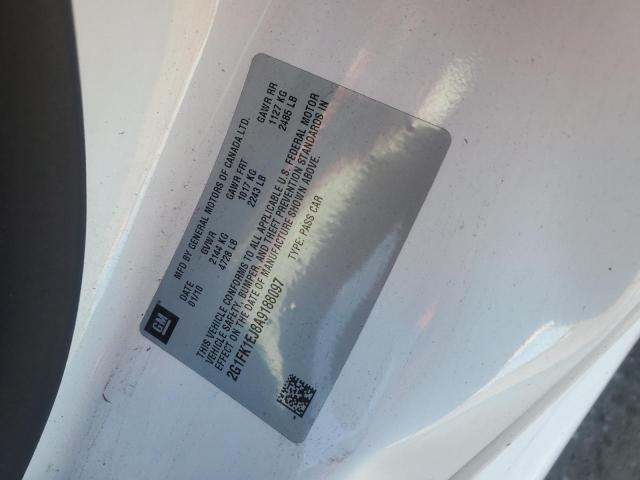 GM
MFD BY GENERAL MOTORS OF CANADA LTD.
DATE GVWR GAWR FRT GAWR RR
01/10 2144 KG 1017 KG 1127 KG
4728 LB 2243 LB 2485 LB
THIS VEHICLE CONFORMS TO ALL APPLICABLE U.S. FEDERAL MOTOR
VEHICLE SAFETY, BUMPER, AND THEFT PREVENTION STANDARDS IN
EFFECT ON THE DATE OF MANUFACTURE SHOWN ABOVE.
2G1FK1EJ8A9188097 TYPE: PASS CAR